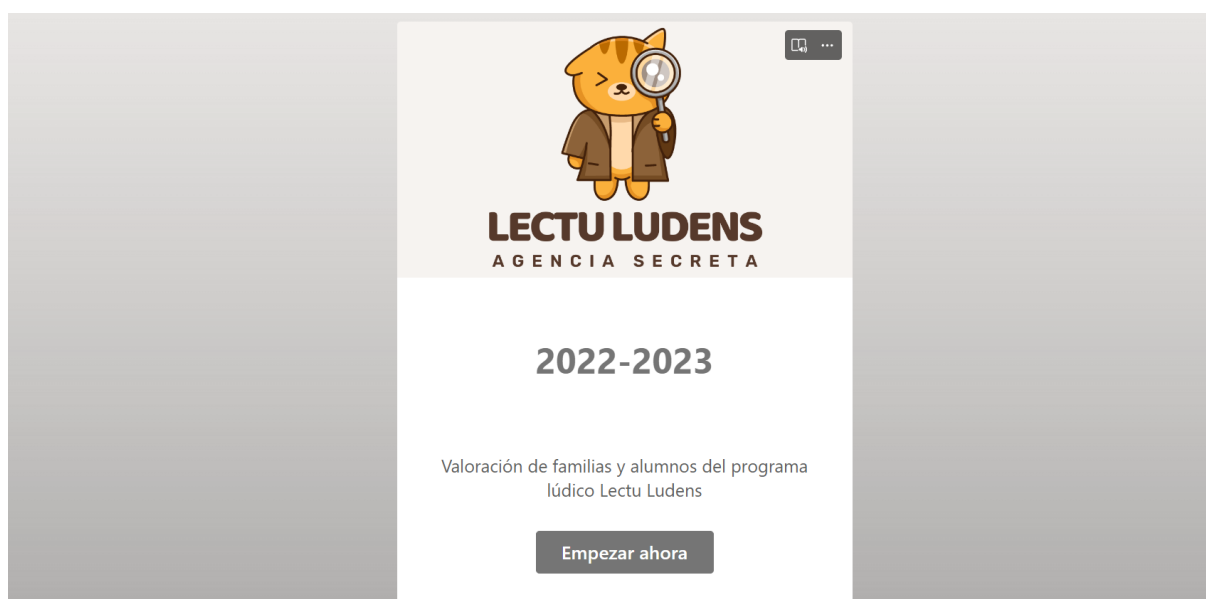 LECTU LUDENS
AGENCIA SECRETA
2022-2023
Valoración de familias y alumnos del programa
lúdico Lectu Ludens
Empezar ahora